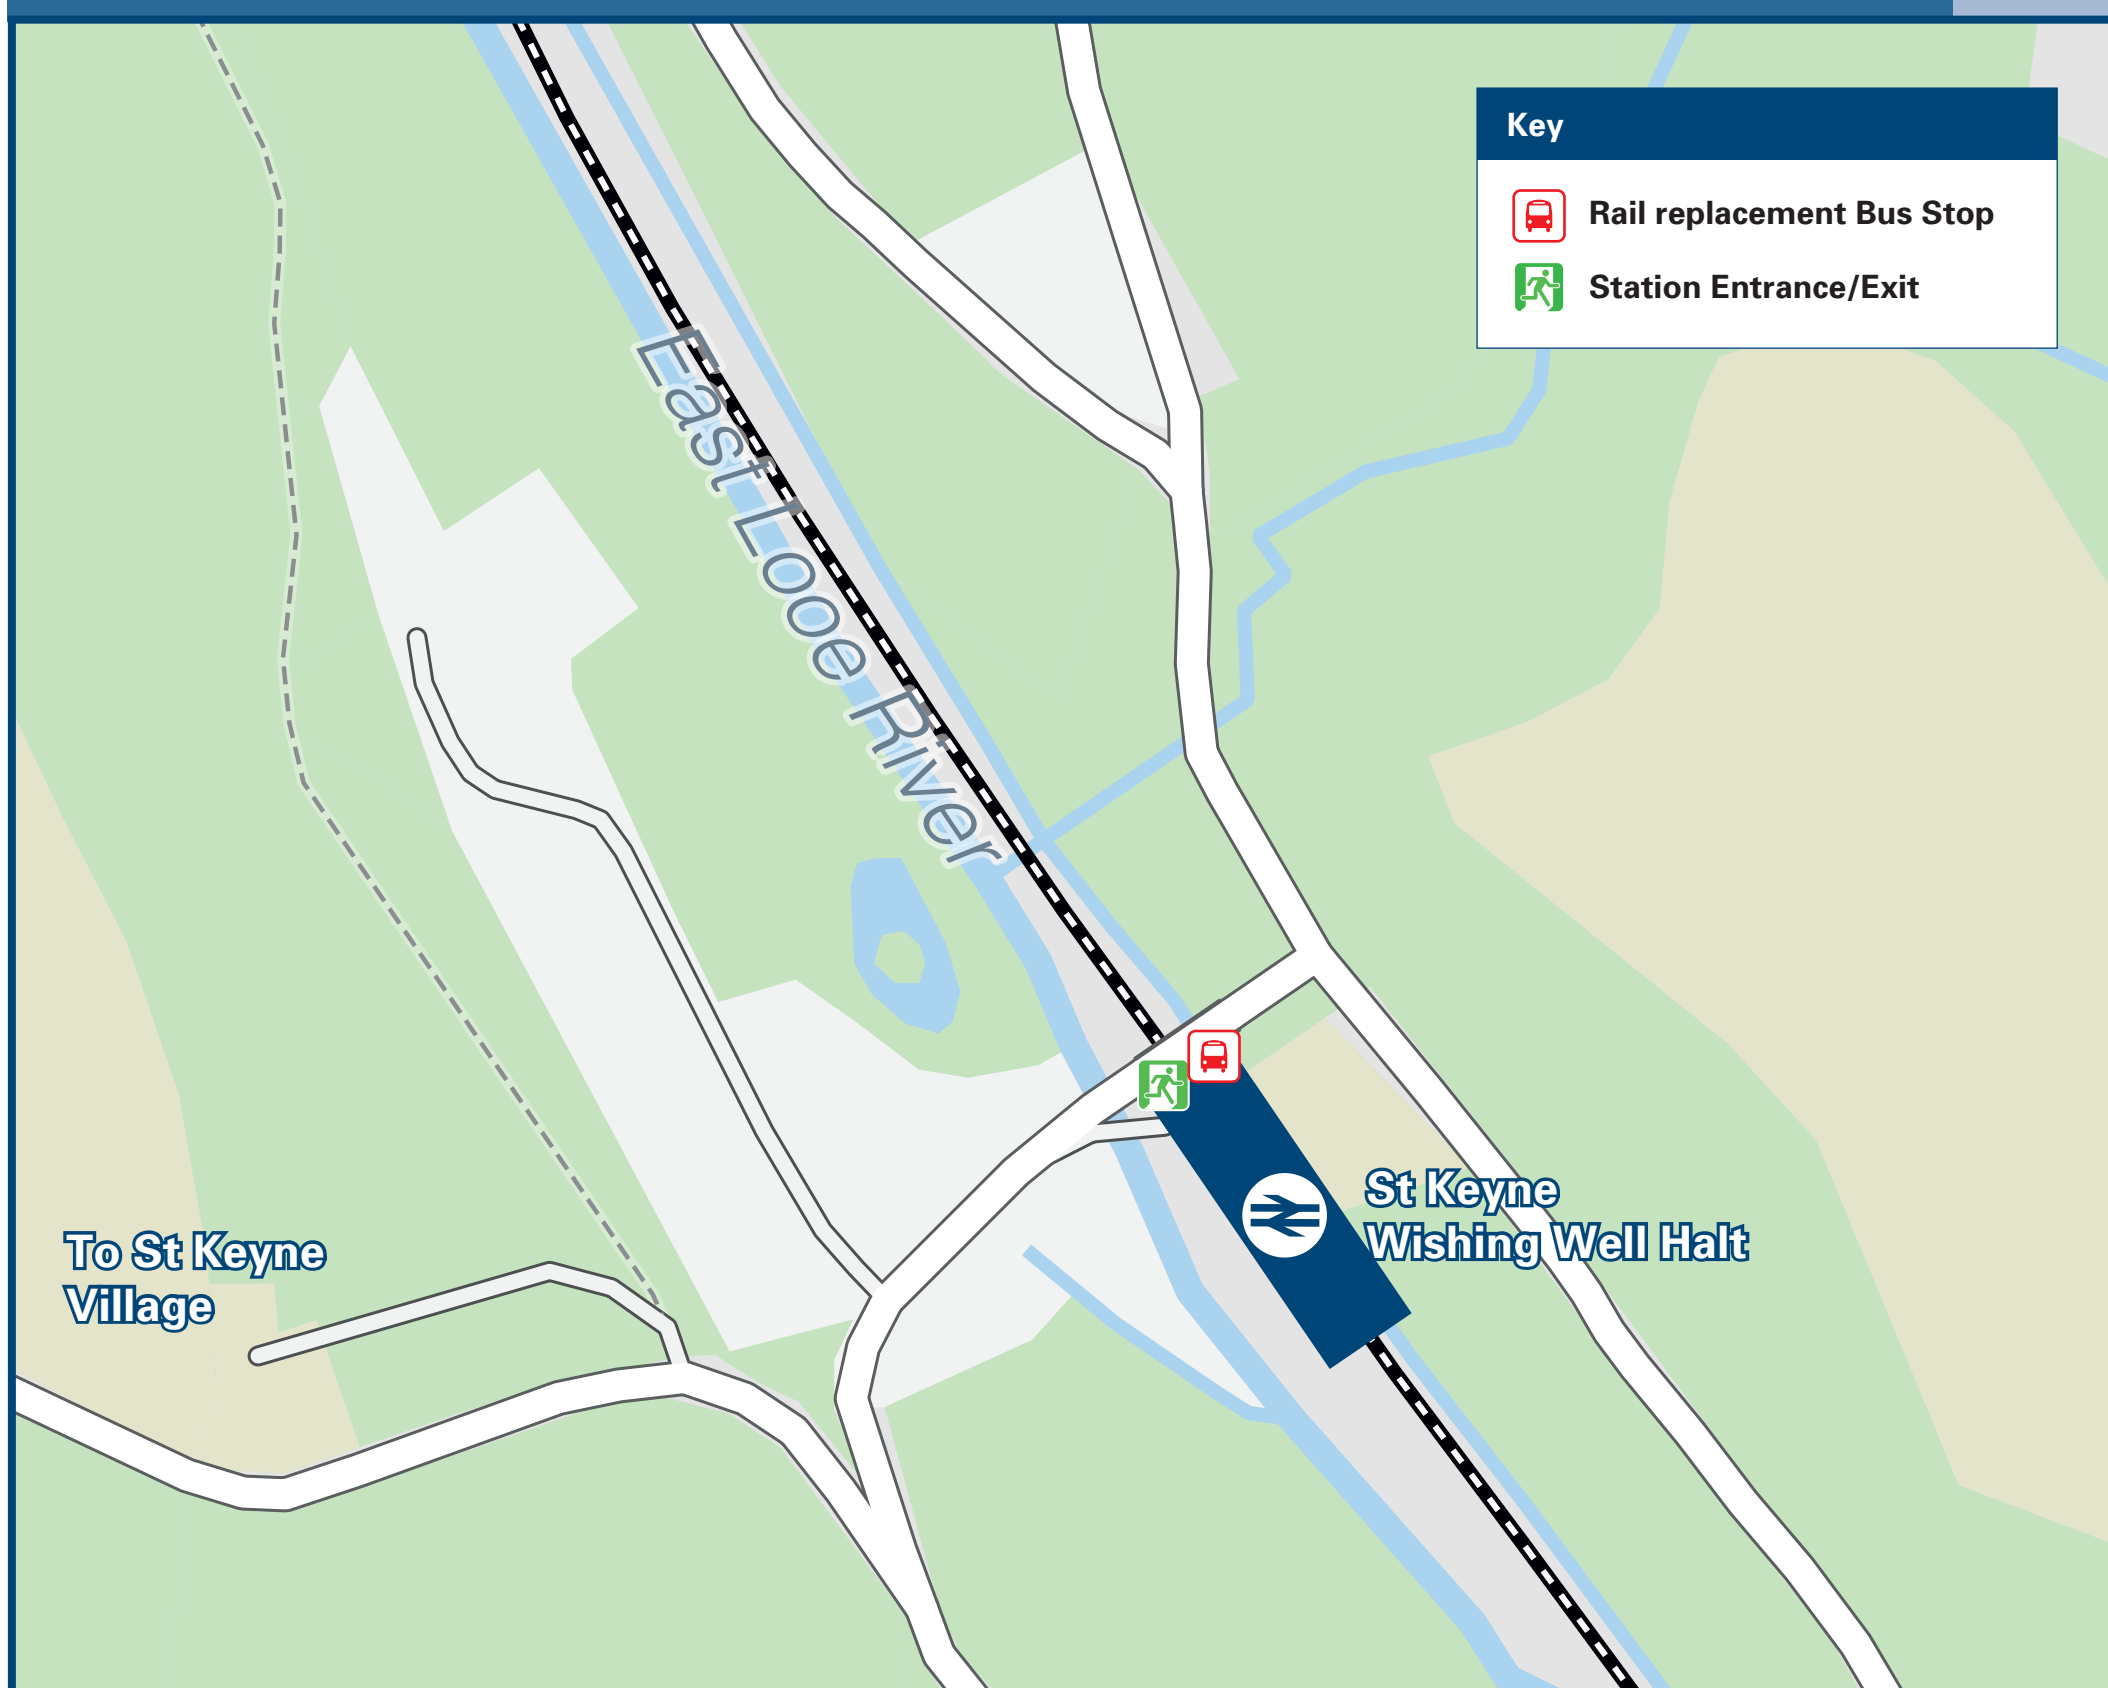 Key
Rail replacement Bus Stop
Station Entrance/Exit
East Looe River
St Keyne
Wishing Well Halt
To St Keyne
Village